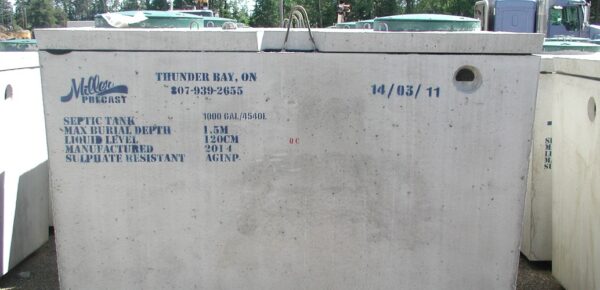 Miller
PRECAST
THUNDER BAY, ON
807-939-2655
14/03/11
SEPTIC TANK 1000 GAL/4540L
MAX BURIAL DEPTH 1.5M
LIQUID LEVEL 120CM
MANUFACTURED 2014
SULPHATE RESISTANT AGINP